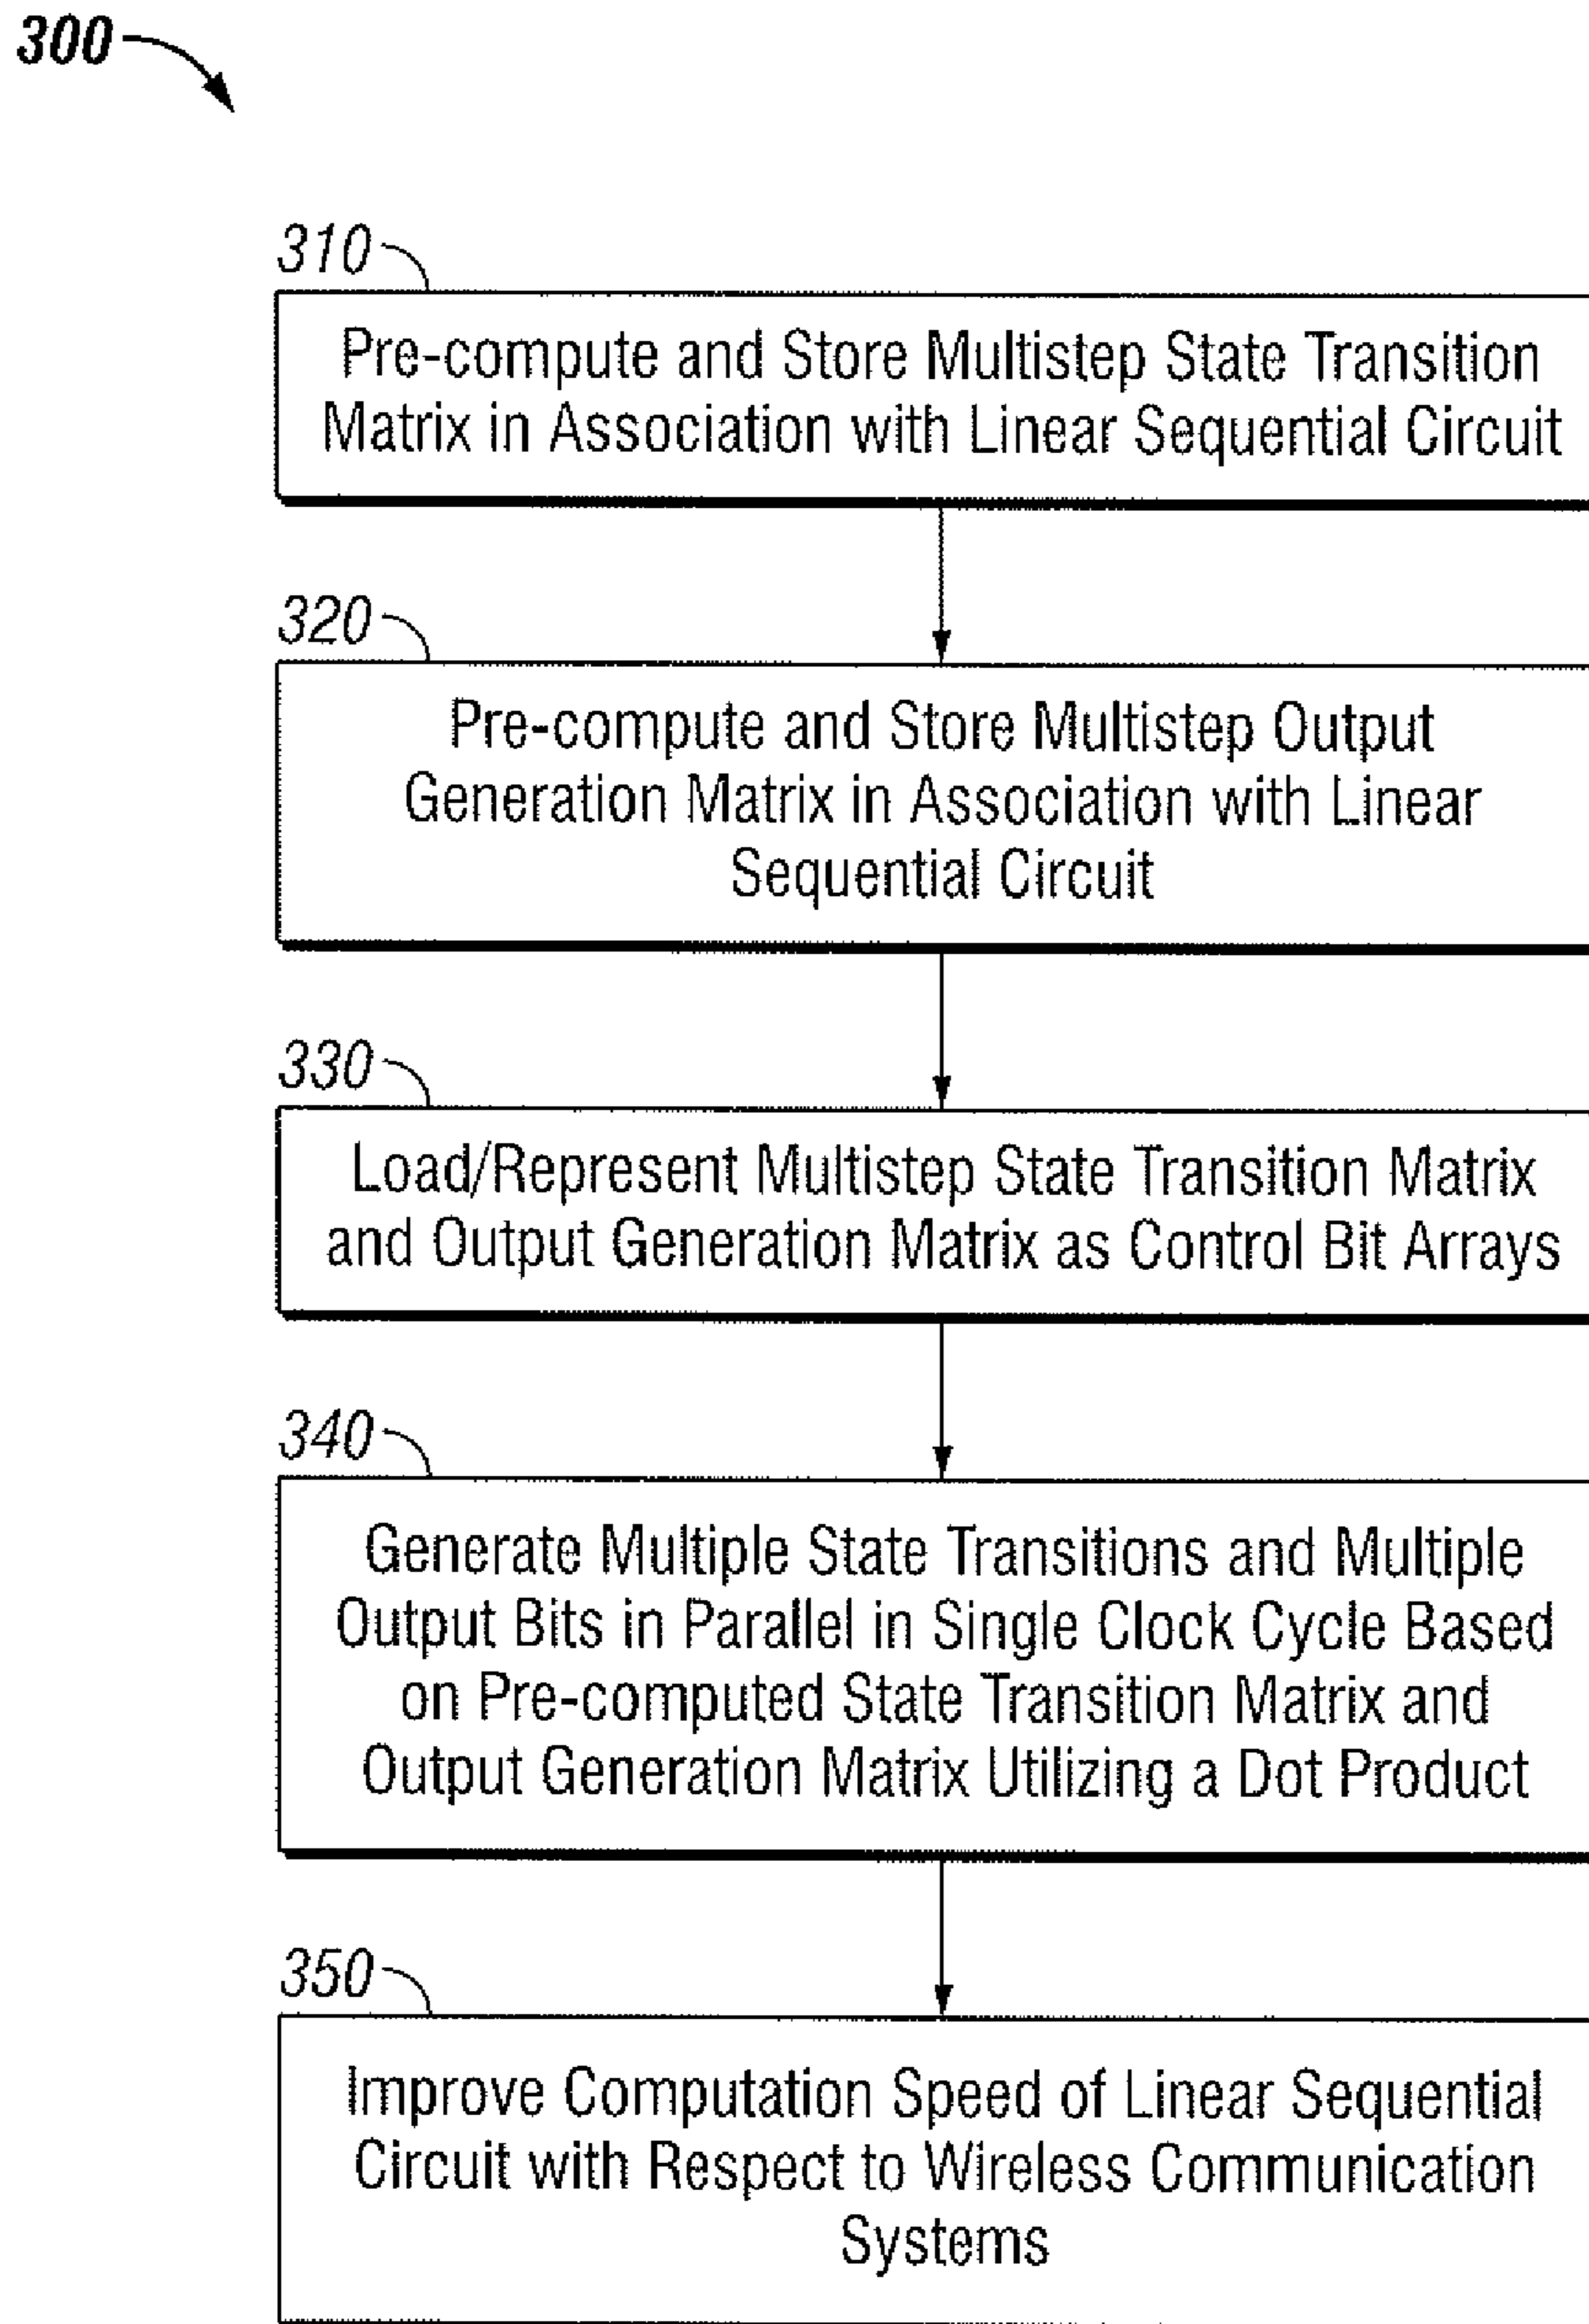 300
310
Pre-compute and Store Multistep State Transition
Matrix in Association with Linear Sequential Circuit
320
Pre-compute and Store Multistep Output
Generation Matrix in Association with Linear
Sequential Circuit
330
Load/Represent Multistep State Transition Matrix
and Output Generation Matrix as Control Bit Arrays
340
Generate Multiple State Transitions and Multiple
Output Bits in Parallel in Single Clock Cycle Based
on Pre-computed State Transition Matrix and
Output Generation Matrix Utilizing a Dot Product
350
Improve Computation Speed of Linear Sequential
Circuit with Respect to Wireless Communication
Systems